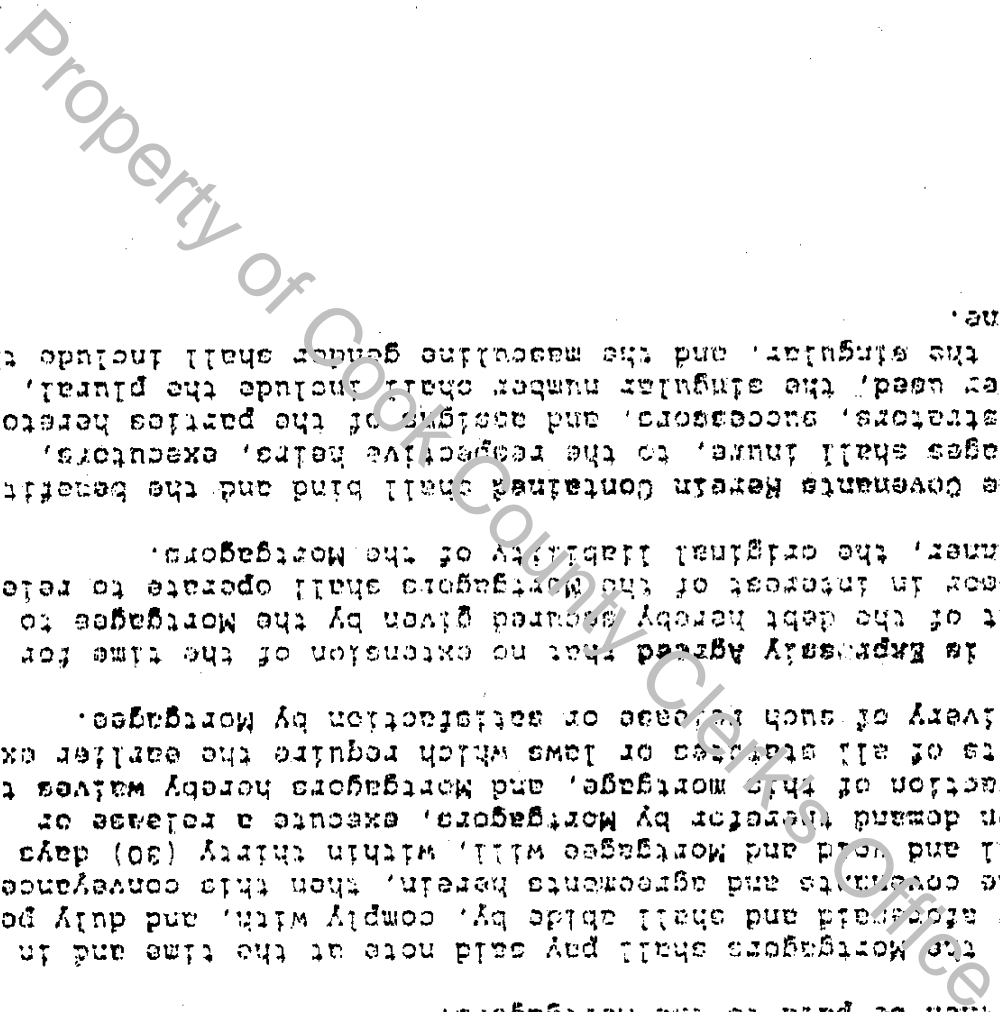 be paid to the Mortgagors.
the Mortgagors shall pay said note at the time and in
aforesaid and shall abide by, comply with, and duly pe
e covenants and agreements herein, then this conveyance
l and void and Mortgagee will, within thirty (30) days
n demand therefor by Mortgagors, execute a release or
action of this mortgage, and Mortgagors hereby waives t
ts of all statutes or laws which require the earlier ex
ivery of such release or satisfaction by Mortgagee.
is Expressly Agreed that no extension of the time for
t of the debt hereby secured given by the Mortgagee to
sor in interest of the Mortgagors shall operate to rele
nner, the original liability of the Mortgagors.
e Covenants Herein Contained shall bind and the benefit
ages shall inure, to the respective heirs, executors,
strators, successors, and assigns of the parties hereto
er used, the singular number shall include the plural,
the singular, and the masculine gender shall include t
ne.
Property of Cook County Clerk's Office